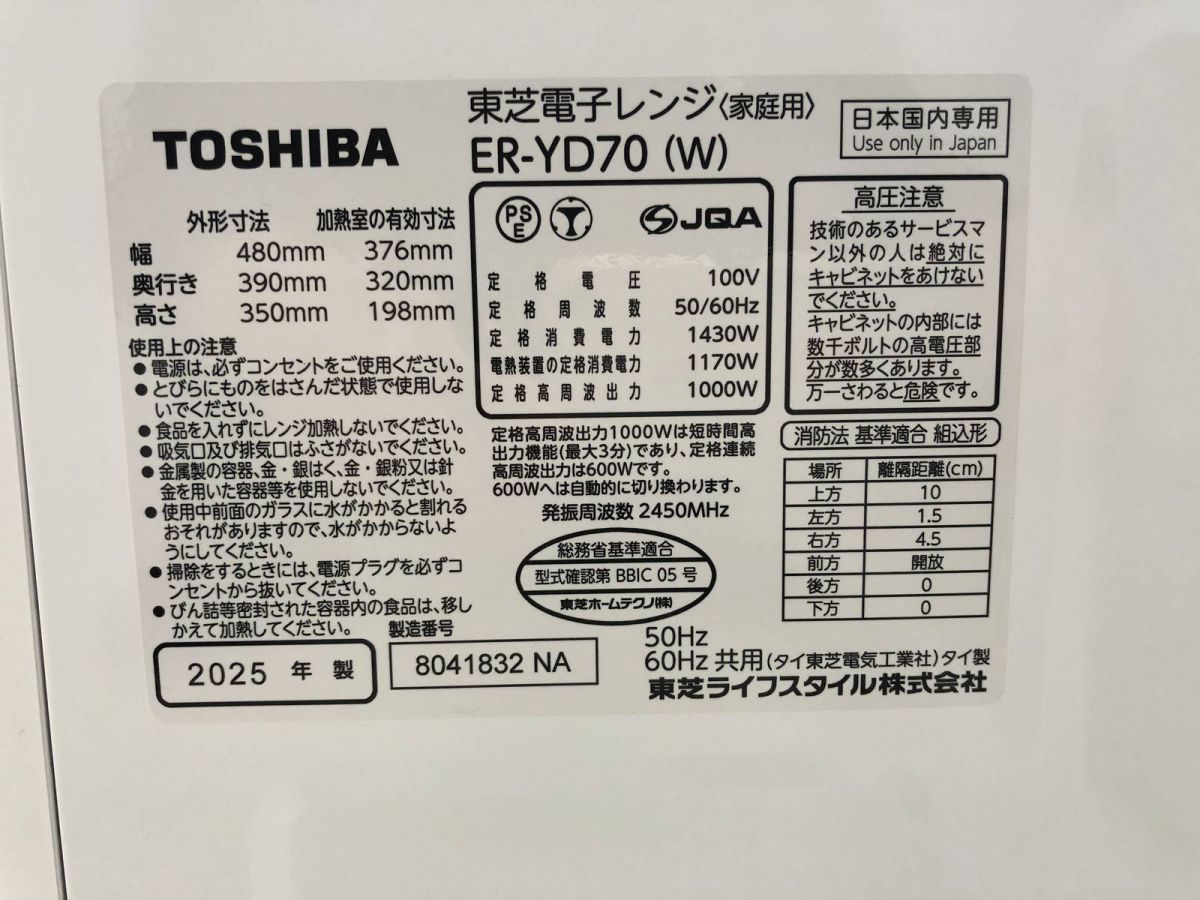 TOSHIBA
東芝電子レンジ〈家庭用〉
ER-YD70 (W)
日本国内専用
Use only in Japan
外形寸法 加熱室の有効寸法
幅 480mm 376mm
奥行き 390mm 320mm
高さ 350mm 198mm
使用上の注意
●電源は、必ずコンセントをご使用ください。
●とびらにものをはさんだ状態で使用しな
いでください。
●食品を入れずにレンジ加熱しないでください。
●吸気口及び排気口はふさがないでください。
●金属製の容器、金・銀はく、金・銀粉又は針
金を用いた容器等を使用しないでください。
●使用中前面のガラスに水がかかると割れる
おそれがありますので、水がかからないよ
うにしてください。
●掃除をするときには、電源プラグを必ずコ
ンセントから抜いてください。
●びん詰等密封された容器内の食品は、移し
かえて加熱してください。
2025 年 製
製造番号
8041832 NA
PS
E
JQA
定格電圧 100V
定格周波数 50/60Hz
定格消費電力 1430W
電熱装置の定格消費電力 1170W
定格高周波出力 1000W
定格高周波出力1000Wは短時間高
出力機能(最大3分)であり、定格連続
高周波出力は600Wです。
600Wへは自動的に切り換わります。
発振周波数 2450MHz
総務省基準適合
型式確認第 BBIC 05 号
東芝ホームテクノ(株)
高圧注意
技術のあるサービスマ
ン以外の人は絶対に
キャビネットをあけない
でください。
キャビネットの内部には
数千ボルトの高電圧部
分が数多くあります。
万一さわると危険です。
消防法 基準適合 組込形
場所 離隔距離(cm)
上方 10
左方 1.5
右方 4.5
前方 開放
後方 0
下方 0
50Hz
60Hz 共用(タイ東芝電気工業社)タイ製
東芝ライフスタイル株式会社